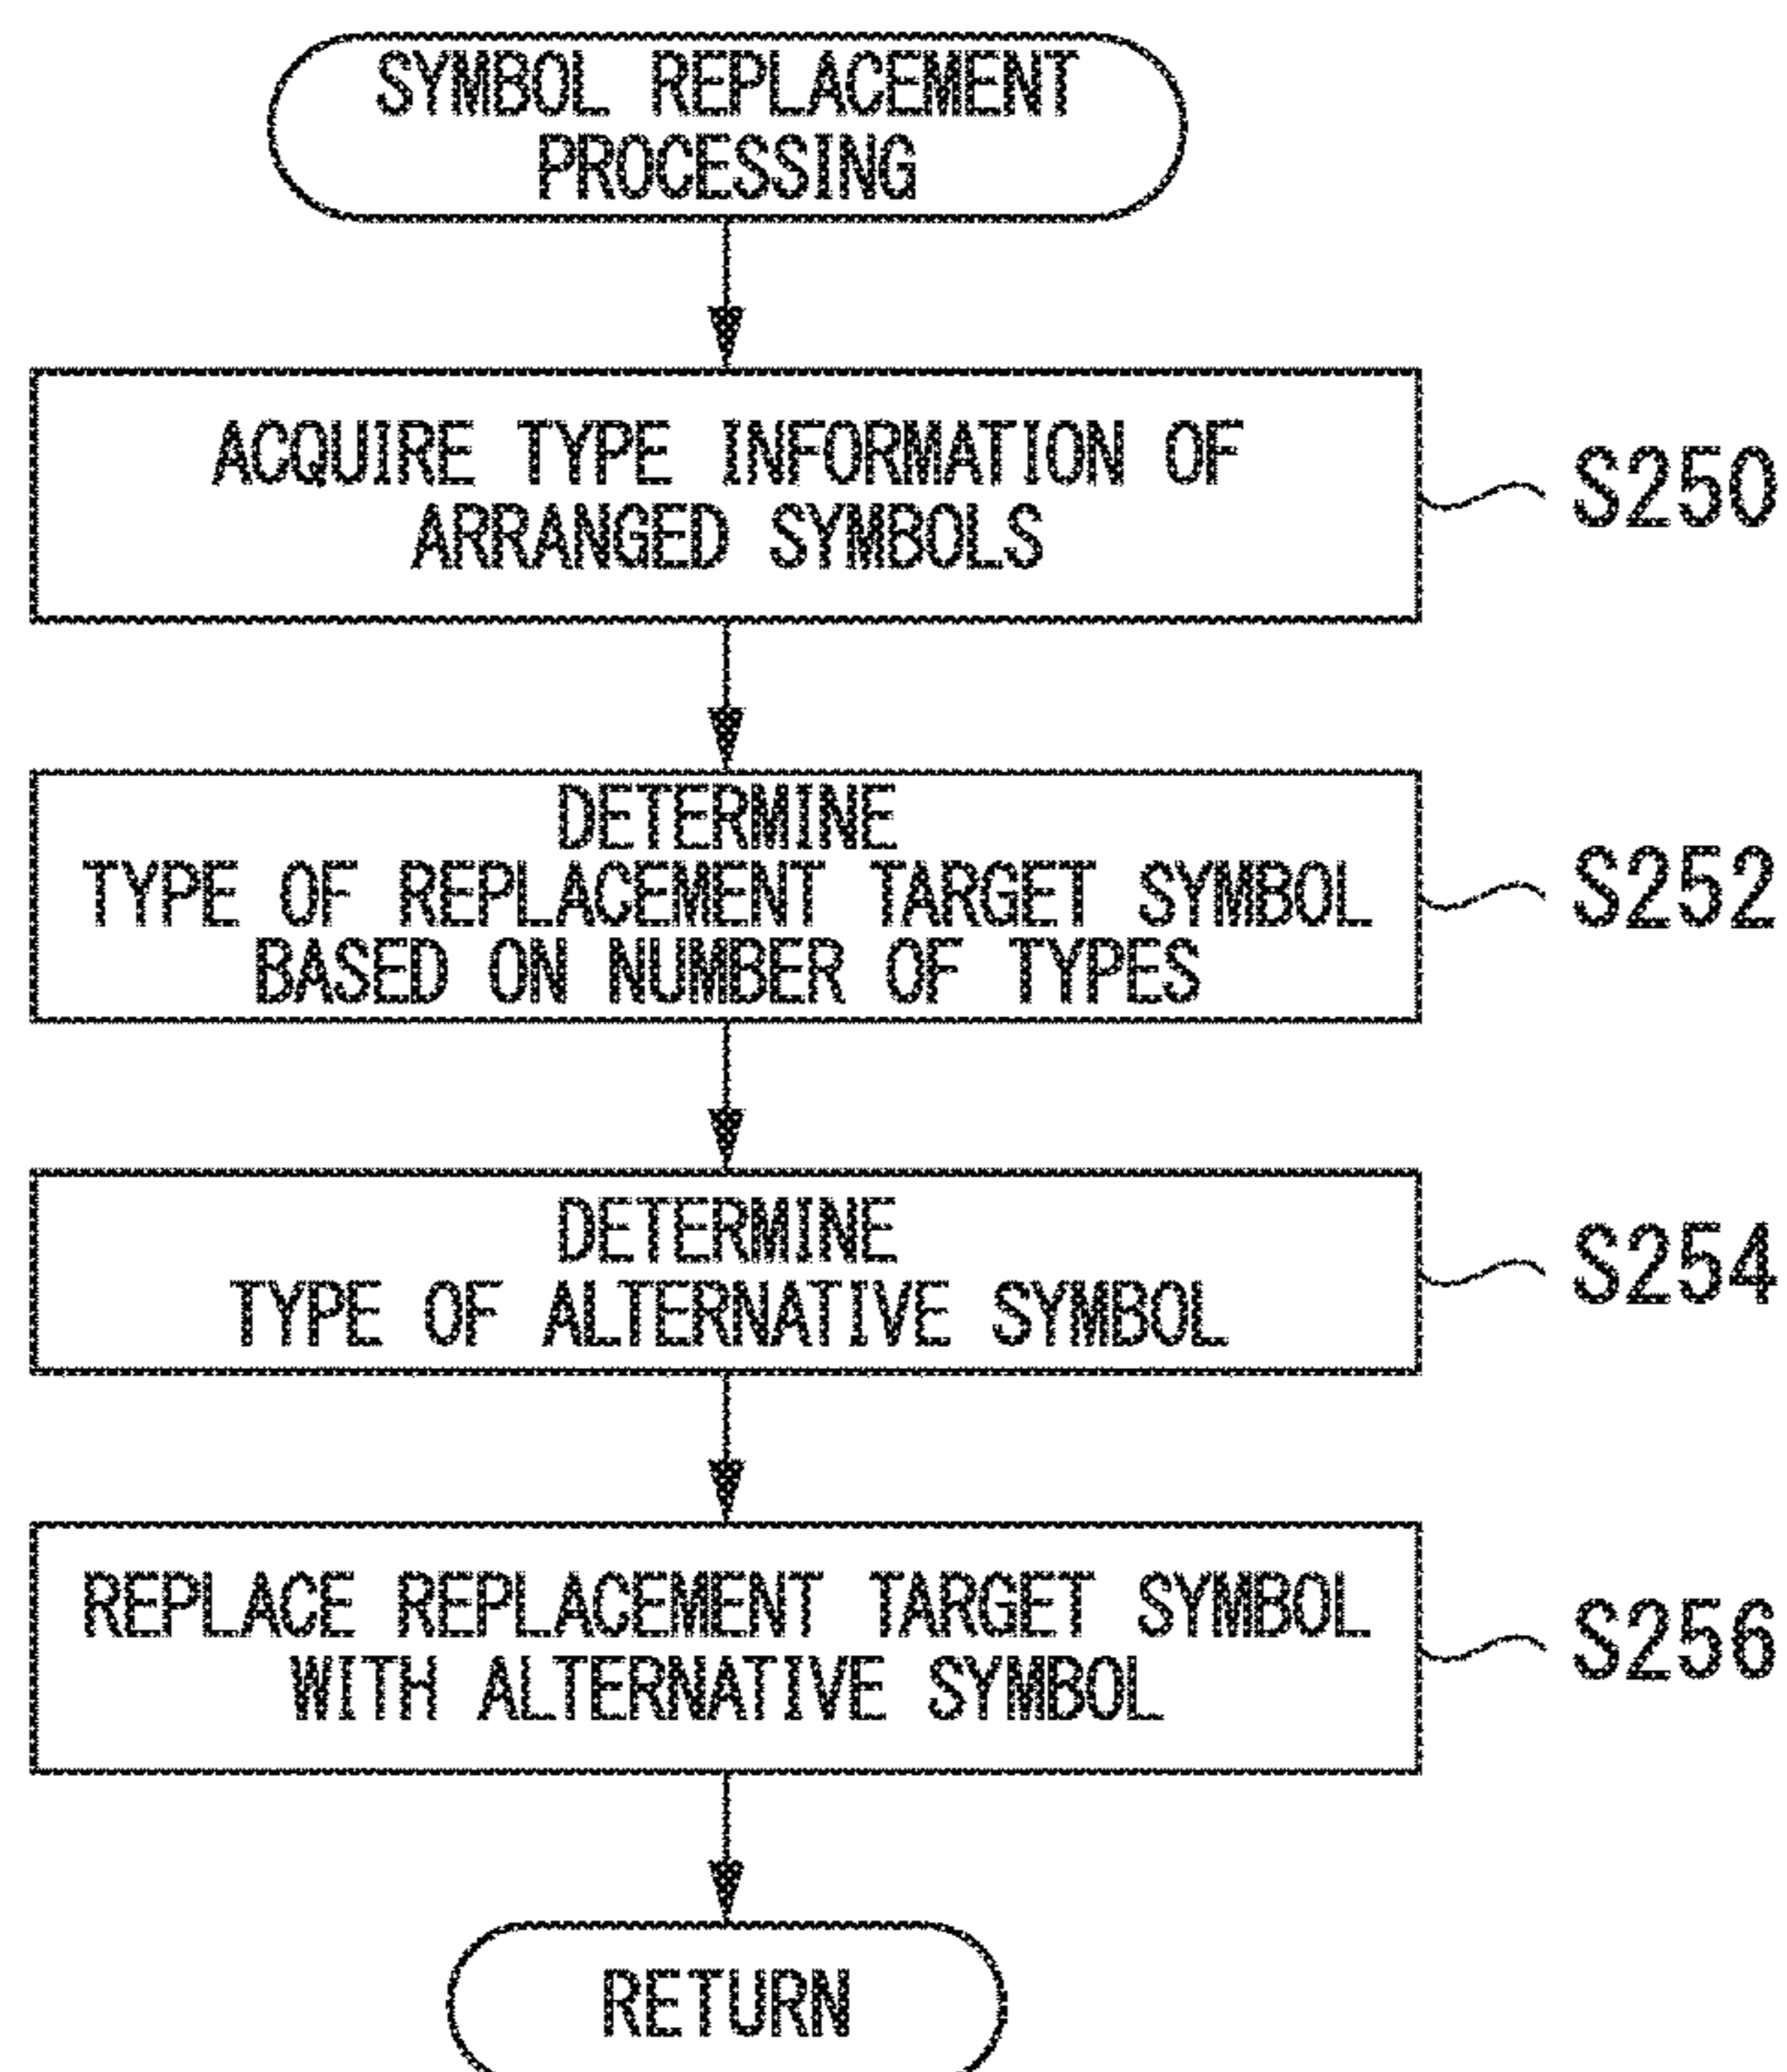 SYMBOL REPLACEMENT
PROCESSING
ACQUIRE TYPE INFORMATION OF
ARRANGED SYMBOLS
S250
DETERMINE
TYPE OF REPLACEMENT TARGET SYMBOL
BASED ON NUMBER OF TYPES
S252
DETERMINE
TYPE OF ALTERNATIVE SYMBOL
S254
REPLACE REPLACEMENT TARGET SYMBOL
WITH ALTERNATIVE SYMBOL
S256
RETURN